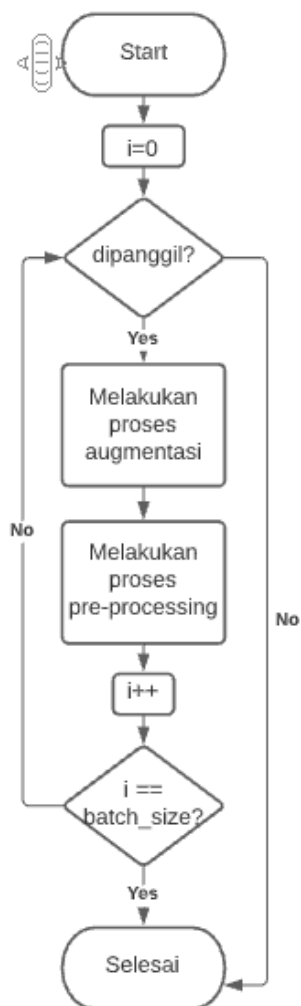 Start
i=0
dipanggil?
Yes
Melakukan
proses
augmentasi
No
Melakukan
proses
pre-processing
No
i++
i ==
batch_size?
Yes
Selesai